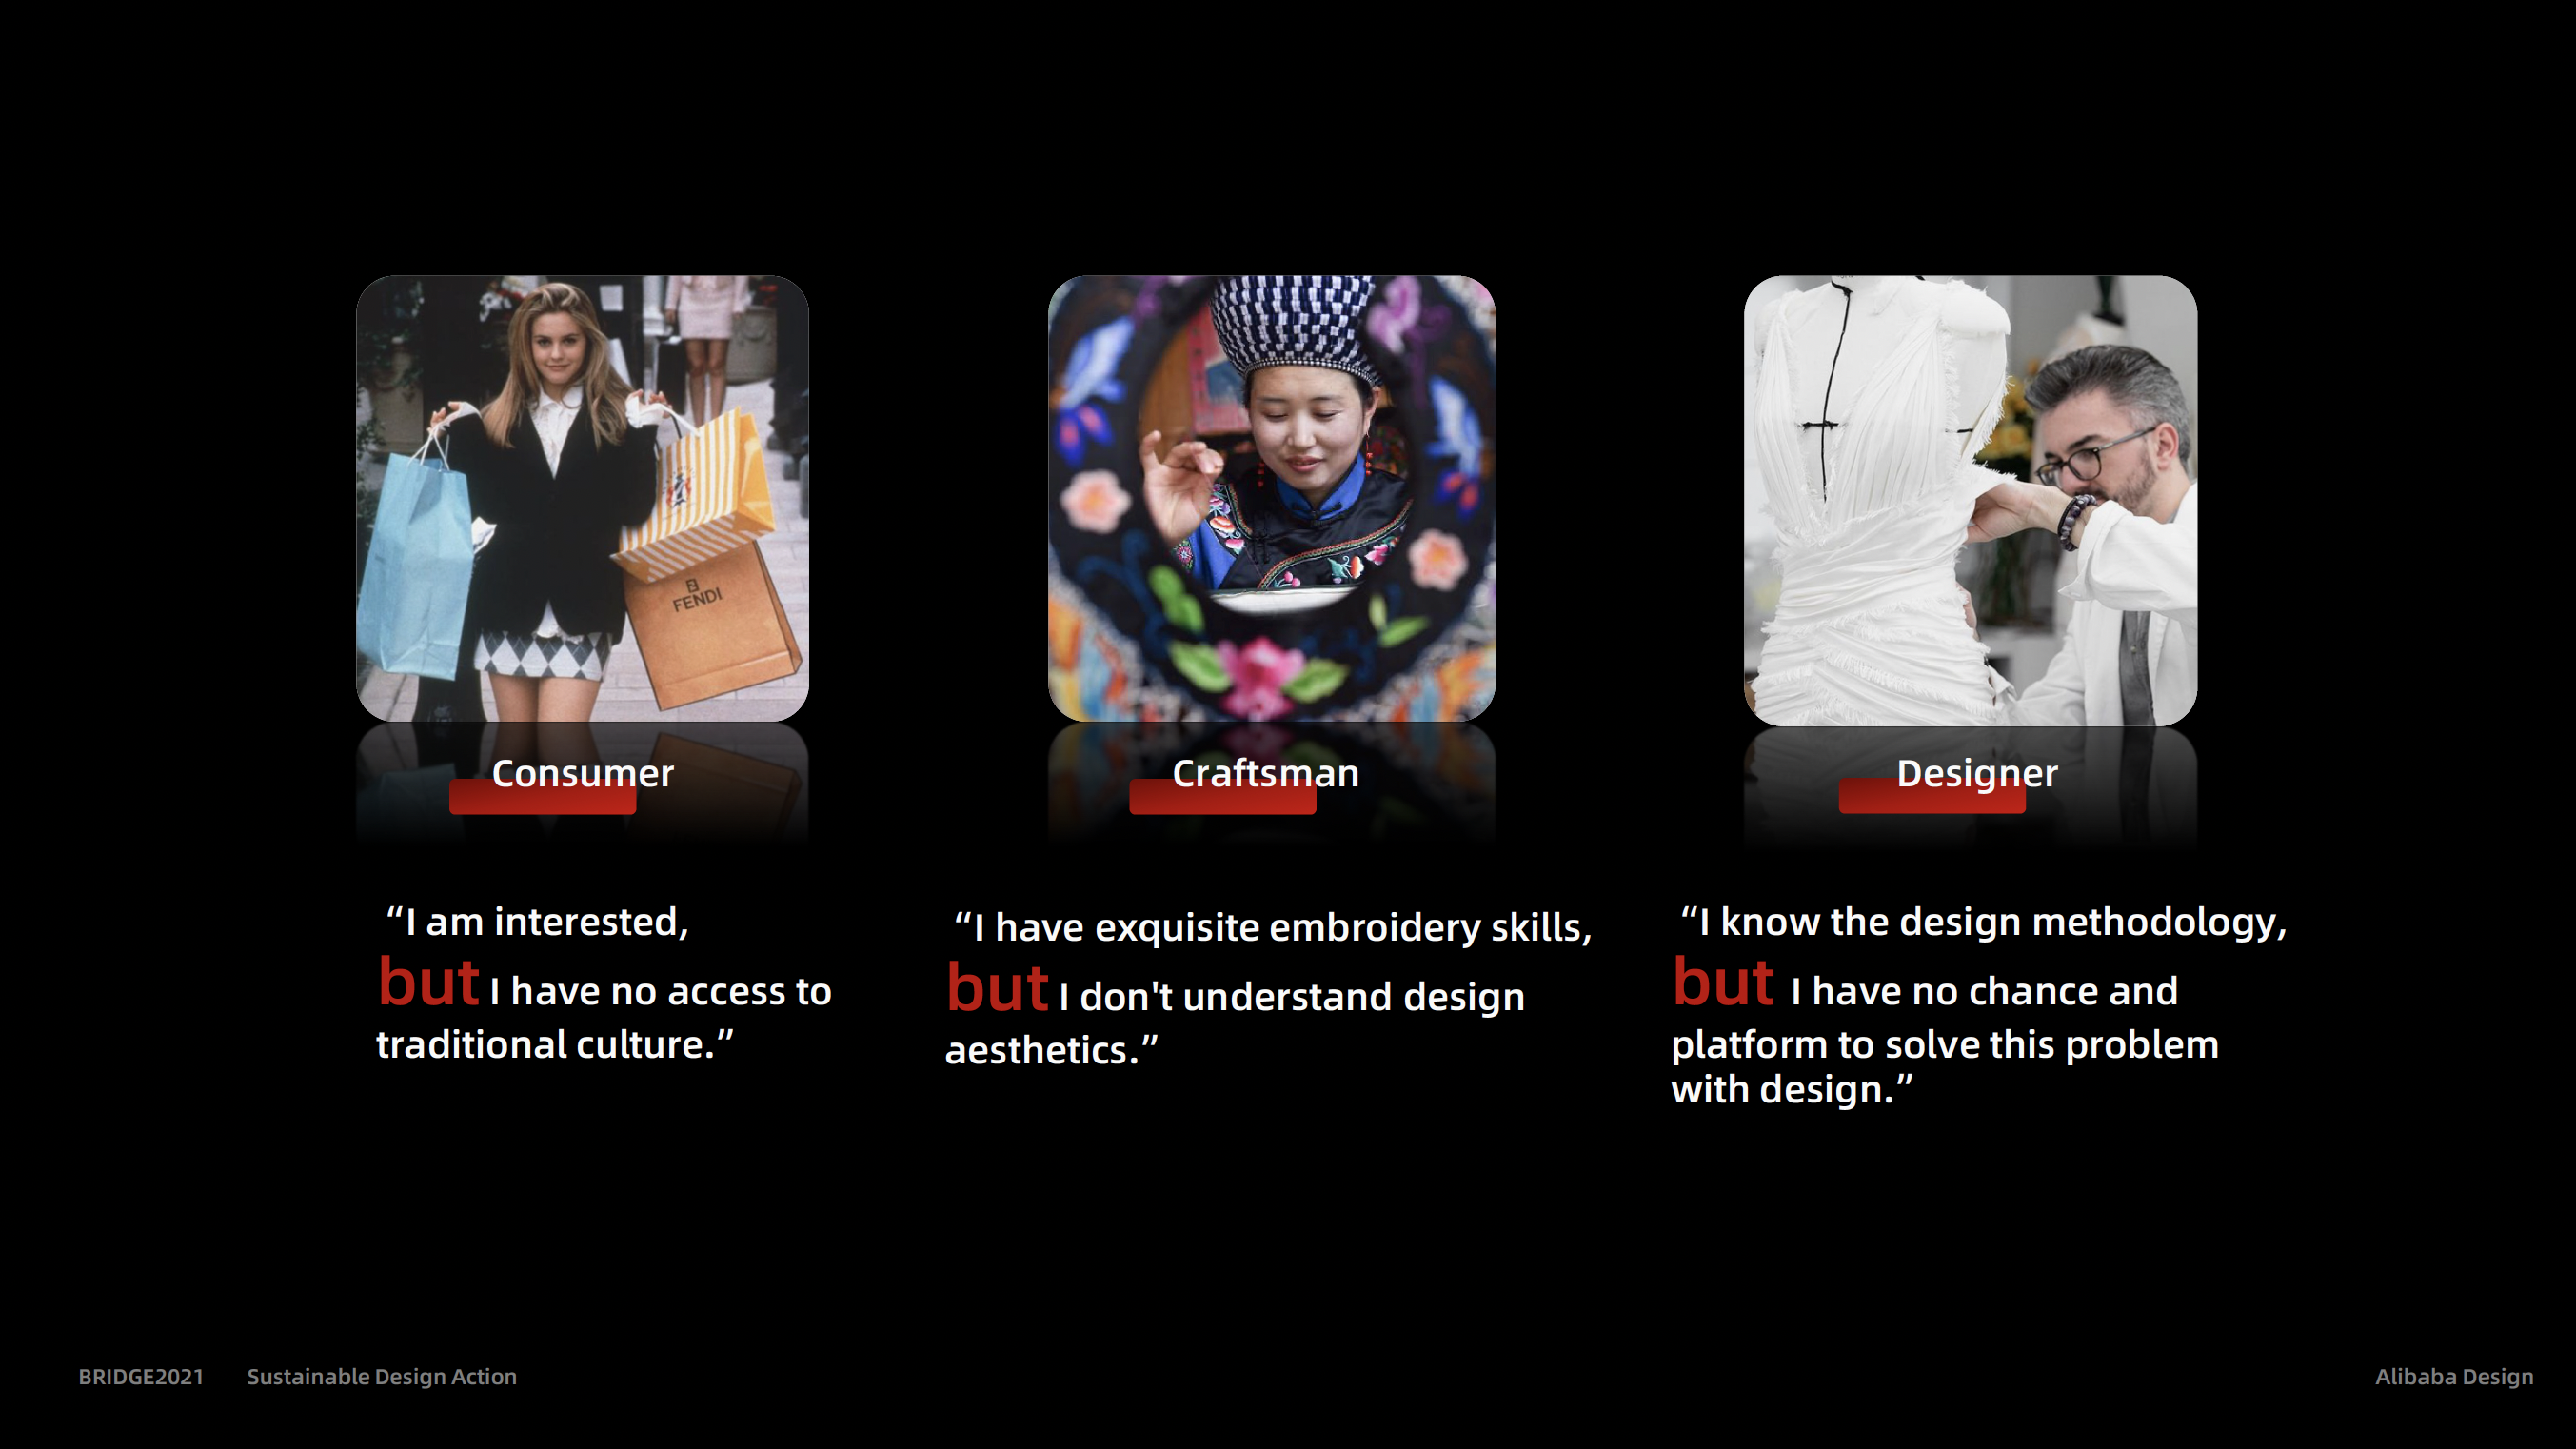 FENDI
Consumer
Craftsman
Designer
“I am interested,
but I have no access to
traditional culture.”
“I have exquisite embroidery skills,
but I don't understand design
aesthetics.”
“I know the design methodology,
but I have no chance and
platform to solve this problem
with design.”
BRIDGE2021 Sustainable Design Action
Alibaba Design